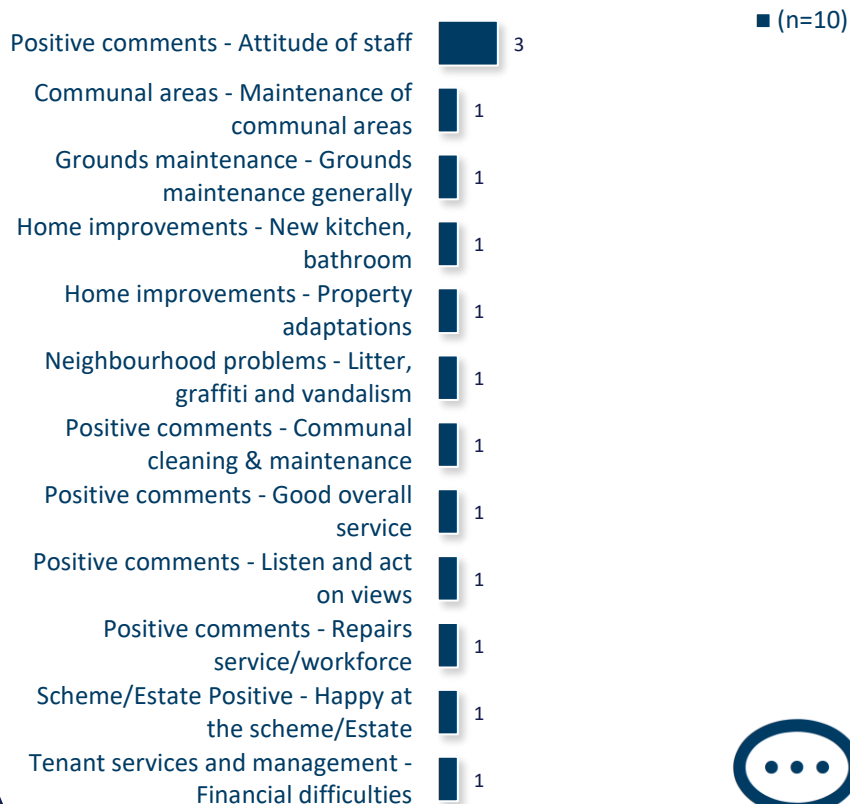 ■ (n=10)
Positive comments - Attitude of staff 3
Communal areas - Maintenance of
communal areas 1
Grounds maintenance - Grounds
maintenance generally 1
Home improvements - New kitchen,
bathroom 1
Home improvements - Property
adaptations 1
Neighbourhood problems - Litter,
graffiti and vandalism 1
Positive comments - Communal
cleaning & maintenance 1
Positive comments - Good overall
service 1
Positive comments - Listen and act
on views 1
Positive comments - Repairs
service/workforce 1
Scheme/Estate Positive - Happy at
the scheme/Estate 1
Tenant services and management -
Financial difficulties 1